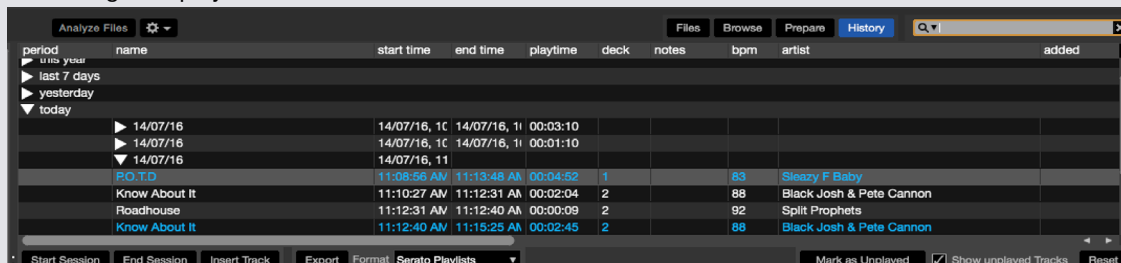 Analyze Files Files Browse Prepare History
period name start time end time playtime deck notes bpm artist added
this year
last 7 days
yesterday
today
14/07/16 14/07/16, 10 14/07/16, 1 00:03:10
14/07/16 14/07/16, 10 14/07/16, 1 00:01:10
14/07/16 14/07/16, 11
P.O.T.D 11:08:56 AM 11:13:48 AM 00:04:52 1 83 Sleazy F Baby
Know About It 11:10:27 AM 11:12:31 AM 00:02:04 2 88 Black Josh & Pete Cannon
Roadhouse 11:12:31 AM 11:12:40 AM 00:00:09 2 92 Split Prophets
Know About It 11:12:40 AM 11:15:25 AM 00:02:45 2 88 Black Josh & Pete Cannon
Start Session End Session Insert Track Export Format Serato Playlists Mark as Unplayed Show unplayed Tracks Reset